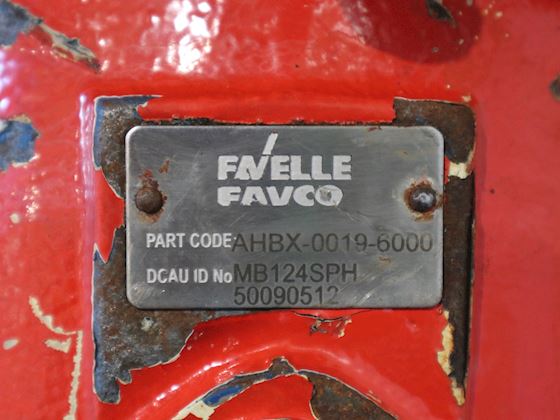 FAVELLE
FAVCO
PART CODE AHBX-0019-6000
DCAU ID No MB124SPH
50090512